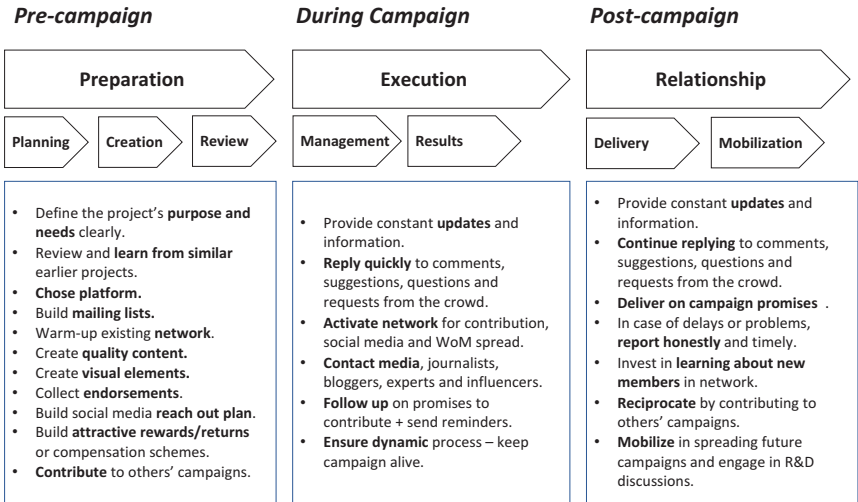 Pre-campaign
During Campaign
Post-campaign
Preparation
Execution
Relationship
Planning
Creation
Review
Management
Results
Delivery
Mobilization
• Define the project's purpose and
needs clearly.
• Review and learn from similar
earlier projects.
• Chose platform.
• Build mailing lists.
• Warm-up existing network.
• Create quality content.
• Create visual elements.
• Collect endorsements.
• Build social media reach out plan.
• Build attractive rewards/returns
or compensation schemes.
• Contribute to others' campaigns.
• Provide constant updates and
information.
• Reply quickly to comments,
suggestions, questions and
requests from the crowd.
• Activate network for contribution,
social media and WoM spread.
• Contact media, journalists,
bloggers, experts and influencers.
• Follow up on promises to
contribute + send reminders.
• Ensure dynamic process – keep
campaign alive.
• Provide constant updates and
information.
• Continue replying to comments,
suggestions, questions and
requests from the crowd.
• Deliver on campaign promises .
• In case of delays or problems,
report honestly and timely.
• Invest in learning about new
members in network.
• Reciprocate by contributing to
others' campaigns.
• Mobilize in spreading future
campaigns and engage in R&D
discussions.